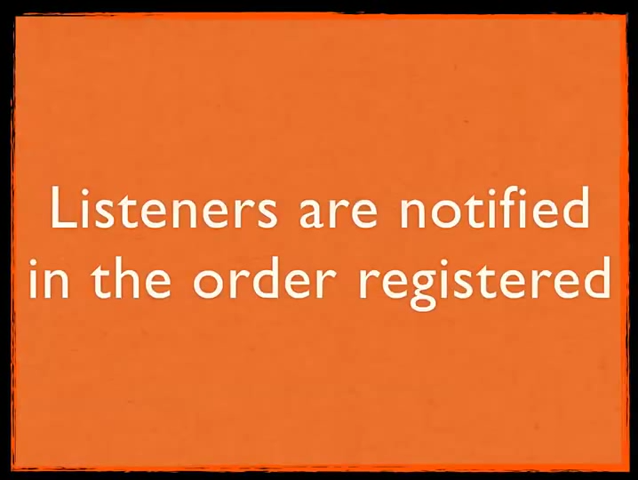 Listeners are notified
in the order registered